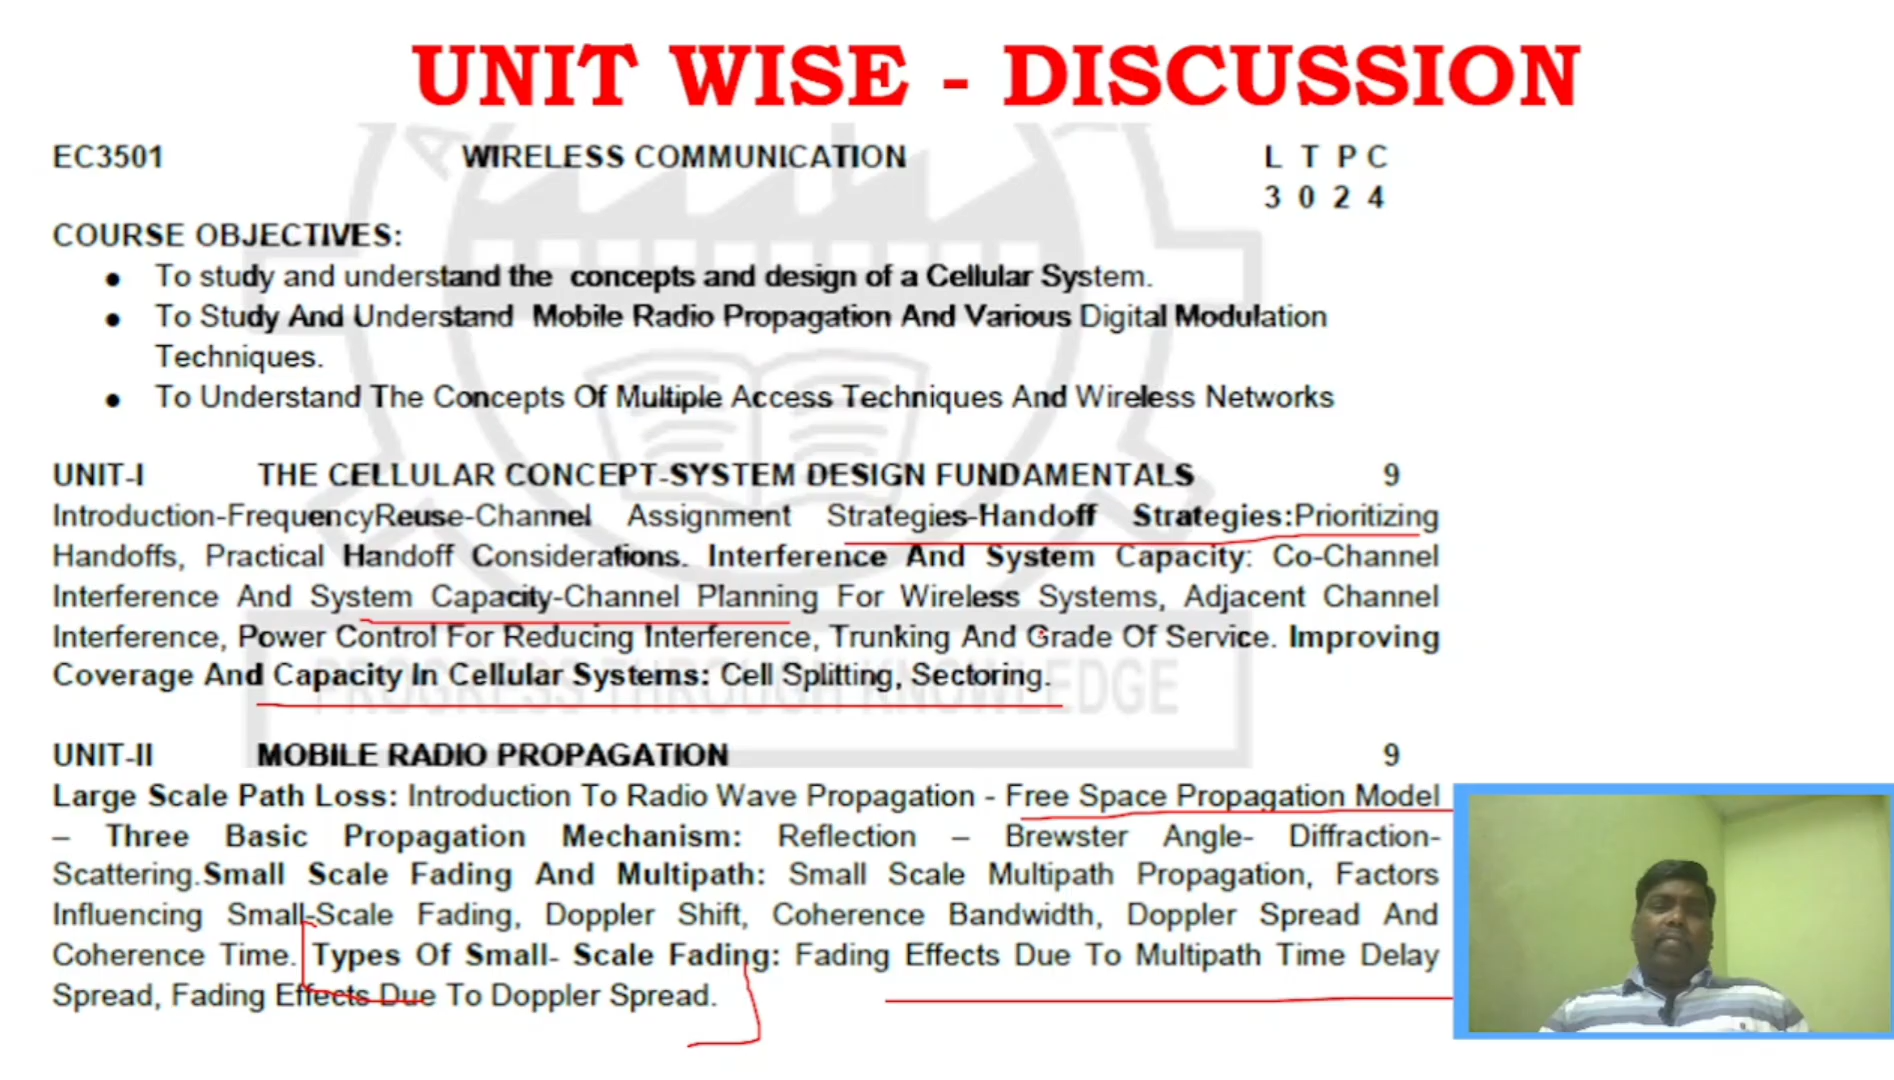 UNIT WISE - DISCUSSION
EC3501 WIRELESS COMMUNICATION L T P C
3 0 2 4
COURSE OBJECTIVES:
● To study and understand the concepts and design of a Cellular System.
● To Study And Understand Mobile Radio Propagation And Various Digital Modulation
Techniques.
● To Understand The Concepts Of Multiple Access Techniques And Wireless Networks
UNIT-I THE CELLULAR CONCEPT-SYSTEM DESIGN FUNDAMENTALS 9
Introduction-FrequencyReuse-Channel Assignment Strategies-Handoff Strategies:Prioritizing
Handoffs, Practical Handoff Considerations. Interference And System Capacity: Co-Channel
Interference And System Capacity-Channel Planning For Wireless Systems, Adjacent Channel
Interference, Power Control For Reducing Interference, Trunking And Grade Of Service. Improving
Coverage And Capacity In Cellular Systems: Cell Splitting, Sectoring.
PROGRESS THROUGH KNOWLEDGE
UNIT-II MOBILE RADIO PROPAGATION 9
Large Scale Path Loss: Introduction To Radio Wave Propagation - Free Space Propagation Model
– Three Basic Propagation Mechanism: Reflection – Brewster Angle- Diffraction-
Scattering.Small Scale Fading And Multipath: Small Scale Multipath Propagation, Factors
Influencing Small-Scale Fading, Doppler Shift, Coherence Bandwidth, Doppler Spread And
Coherence Time. Types Of Small- Scale Fading: Fading Effects Due To Multipath Time Delay
Spread, Fading Effects Due To Doppler Spread.